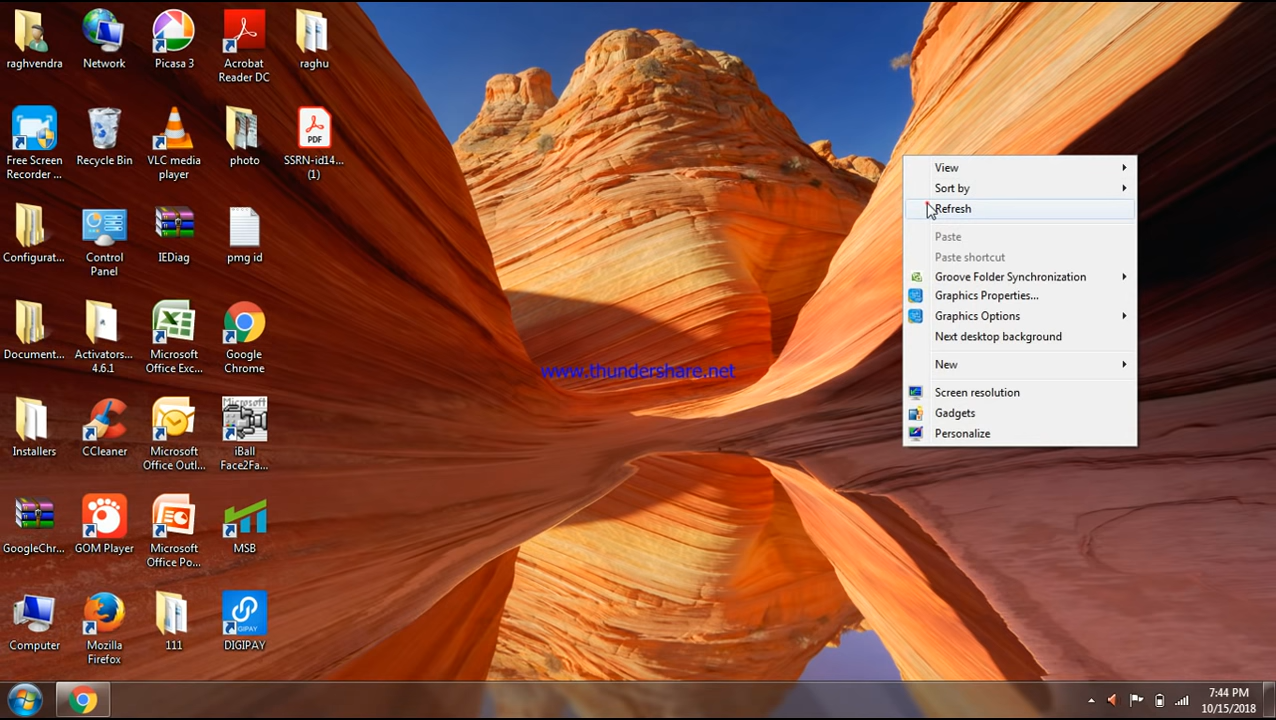 raghvendra
Network
Picasa 3
Acrobat
Reader DC
raghu
Free Screen
Recorder ...
Recycle Bin
VLC media
player
photo
PDF
SSRN-id14...
(1)
Configurat...
Control
Panel
IEDiag
pmg id
Document...
Activators...
4.6.1
Microsoft
Office Exc...
Google
Chrome
Installers
CCleaner
Microsoft
Office Outl...
Microsoft
iBall
Face2Fa...
GoogleChr...
GOM Player
Microsoft
Office Po...
MSB
Computer
Mozilla
Firefox
111
GIPAY
DIGIPAY
www.thundershare.net
View
Sort by
Refresh
Paste
Paste shortcut
Groove Folder Synchronization
Graphics Properties...
Graphics Options
Next desktop background
New
Screen resolution
Gadgets
Personalize
7:44 PM
10/15/2018